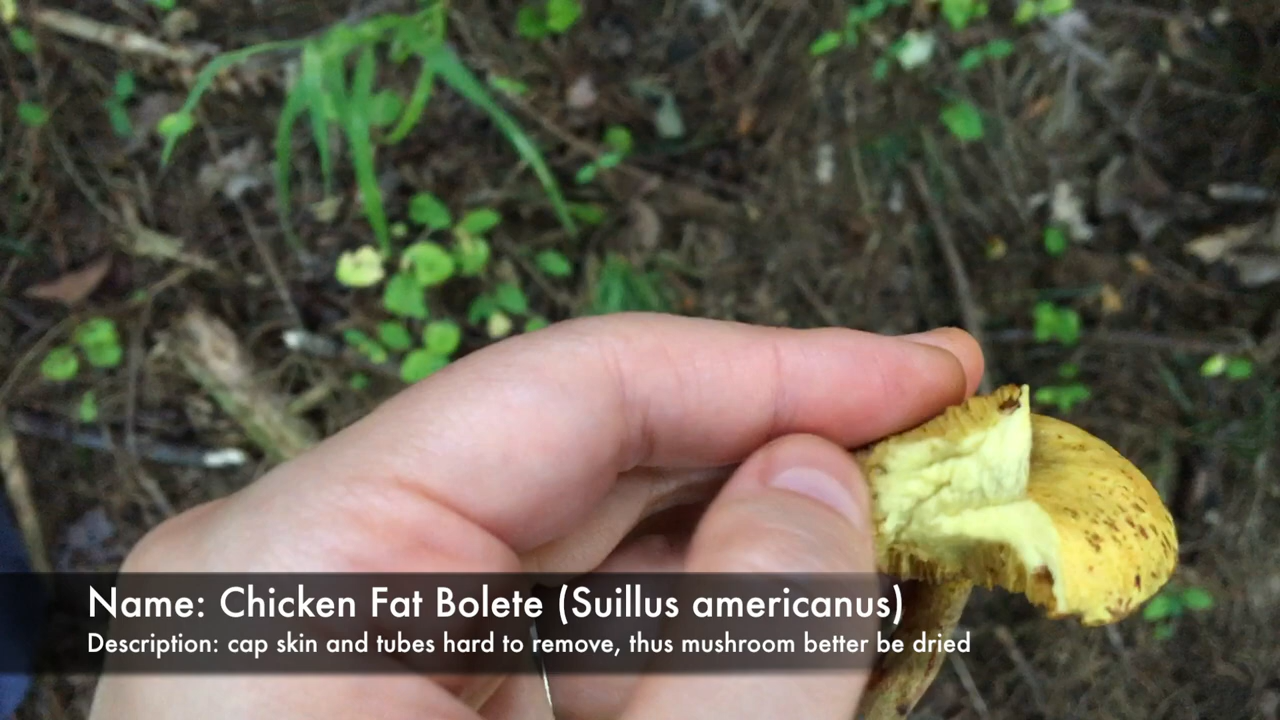 Name: Chicken Fat Bolete (Suillus americanus)
Description: cap skin and tubes hard to remove, thus mushroom better be dried